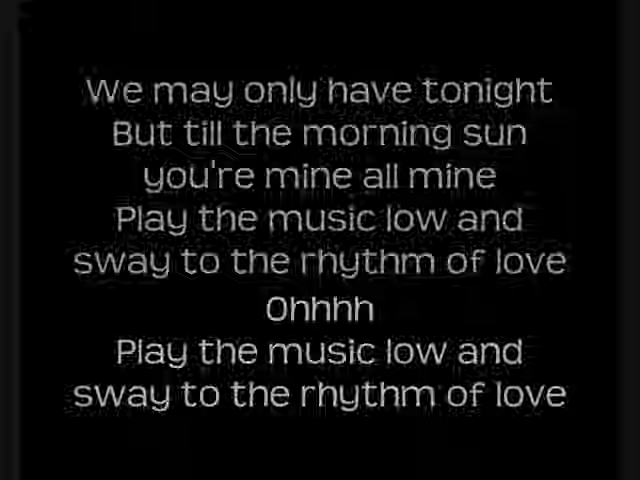 We may only have tonight
But till the morning sun
you're mine all mine
Play the music low and
sway to the rhythm of love
Ohhhh
Play the music low and
sway to the rhythm of love